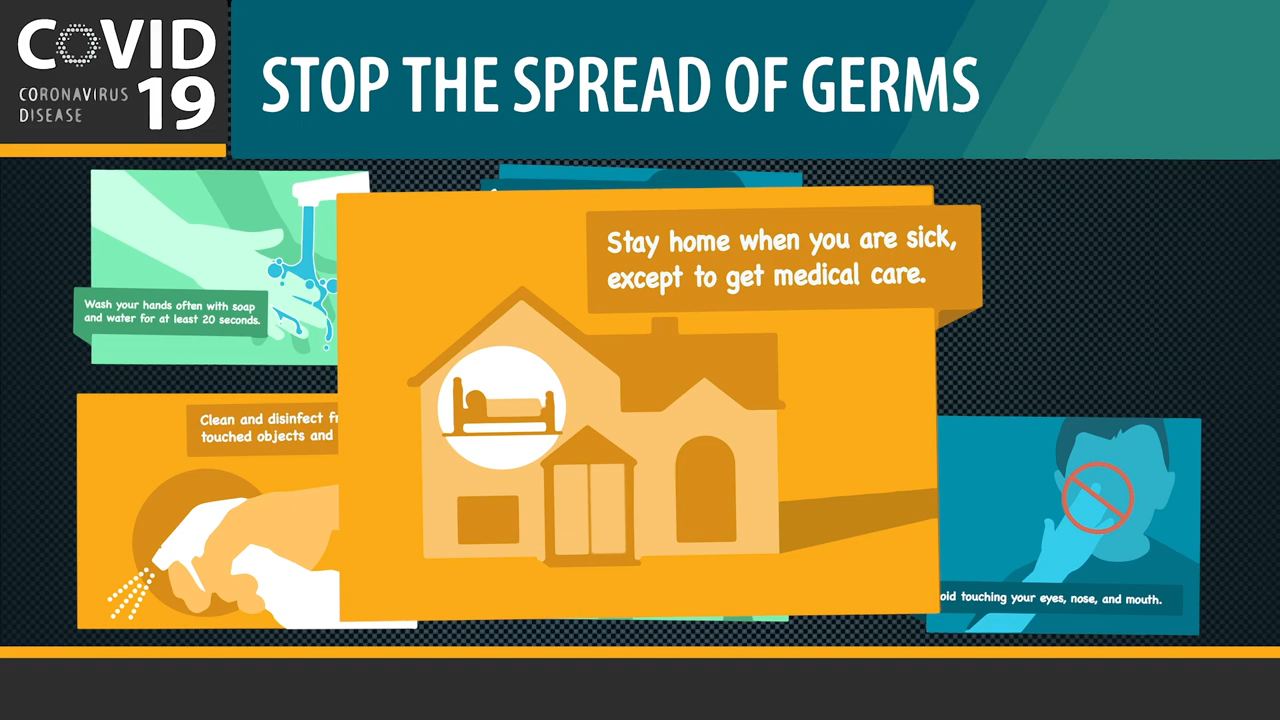 COVID
19
CORONAVIRUS
DISEASE
STOP THE SPREAD OF GERMS
Stay home when you are sick,
except to get medical care.
Wash your hands often with soap
and water for at least 20 seconds.
Clean and disinfect
touched objects and
touching your eyes, nose, and mouth.